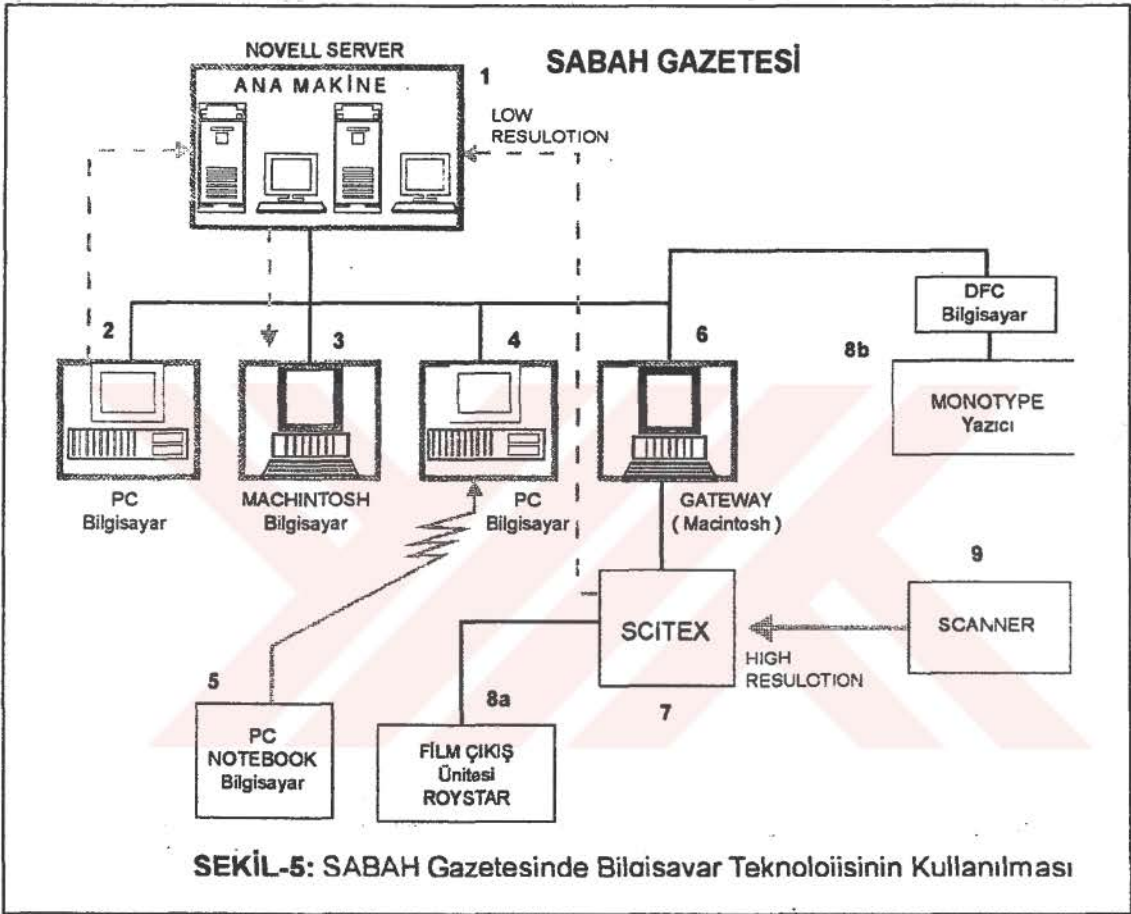 NOVELL SERVER
SABAH GAZETESİ
ANA MAKİNE
1
LOW
RESULOTION
2
3
4
6
DFC
Bilgisayar
8b
MONOTYPE
Yazıcı
PC
Bilgisayar
MACHINTOSH
Bilgisayar
PC
Bilgisayar
GATEWAY
( Macintosh )
9
SCITEX
SCANNER
HIGH
RESULOTION
5
8a
7
PC
NOTEBOOK
Bilgisayar
FİLM ÇIKIŞ
Ünitesi
ROYSTAR
SEKİL-5: SABAH Gazetesinde Bilgisavar Teknoloiisinin Kullanılması